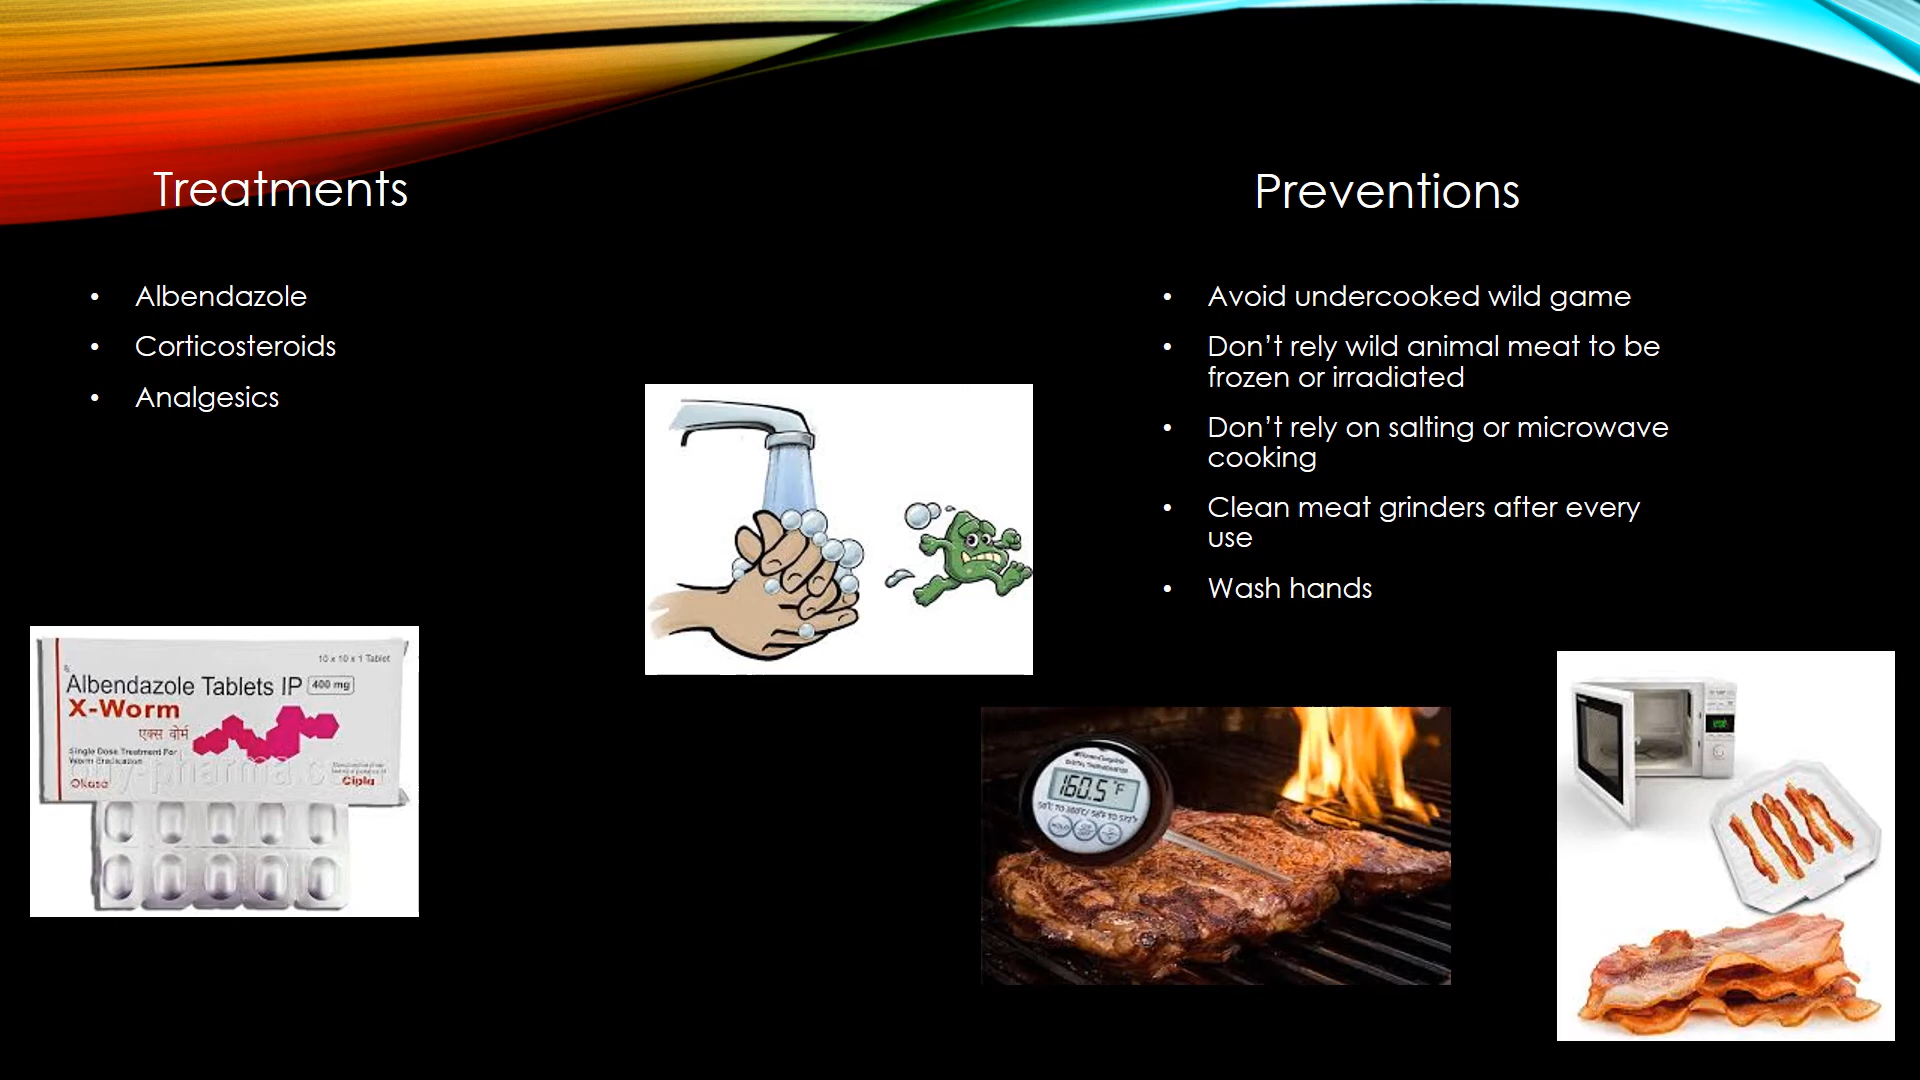 Treatments
• Albendazole
• Corticosteroids
• Analgesics
Preventions
• Avoid undercooked wild game
• Don’t rely wild animal meat to be
frozen or irradiated
• Don’t rely on salting or microwave
cooking
• Clean meat grinders after every
use
• Wash hands
10 x 10 x 1 Tablet
Albendazole Tablets IP 400 mg
X-Worm
एक्स वोर्म
Single Dose Treatment For
Worm Eradication
Okasa
Cipla
160.5°F
HOLD